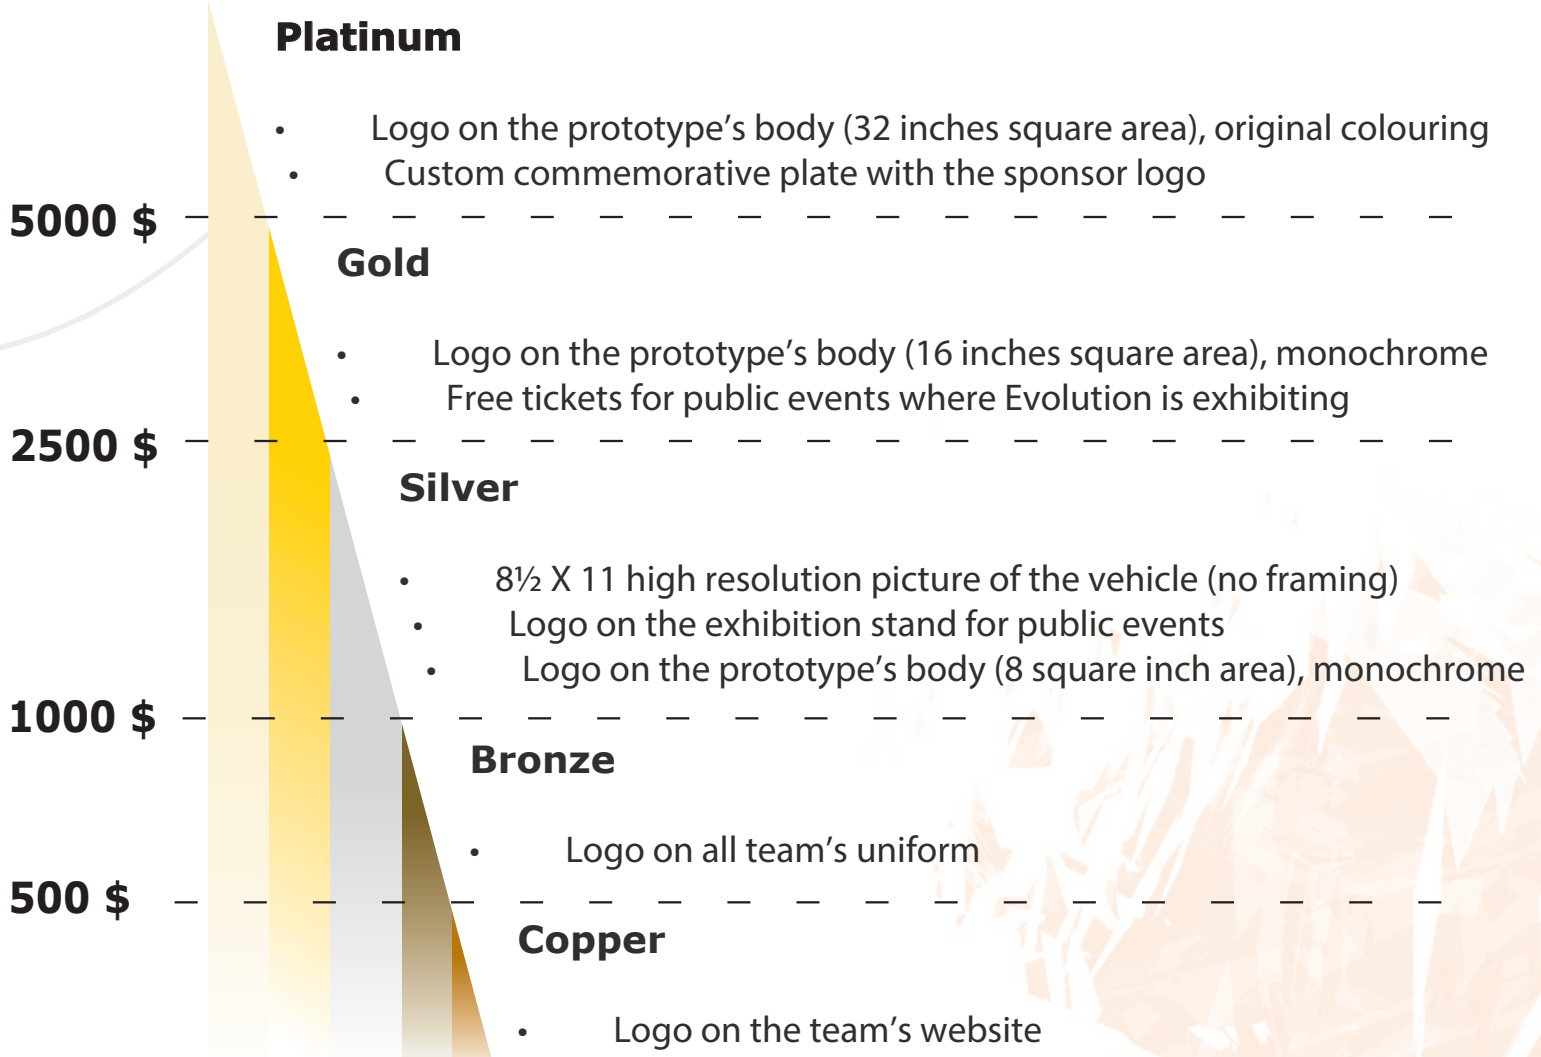 Platinum
• Logo on the prototype’s body (32 inches square area), original colouring
• Custom commemorative plate with the sponsor logo
5000 $
Gold
• Logo on the prototype’s body (16 inches square area), monochrome
• Free tickets for public events where Evolution is exhibiting
2500 $
Silver
• 8½ X 11 high resolution picture of the vehicle (no framing)
• Logo on the exhibition stand for public events
• Logo on the prototype’s body (8 square inch area), monochrome
1000 $
Bronze
• Logo on all team’s uniform
500 $
Copper
• Logo on the team’s website